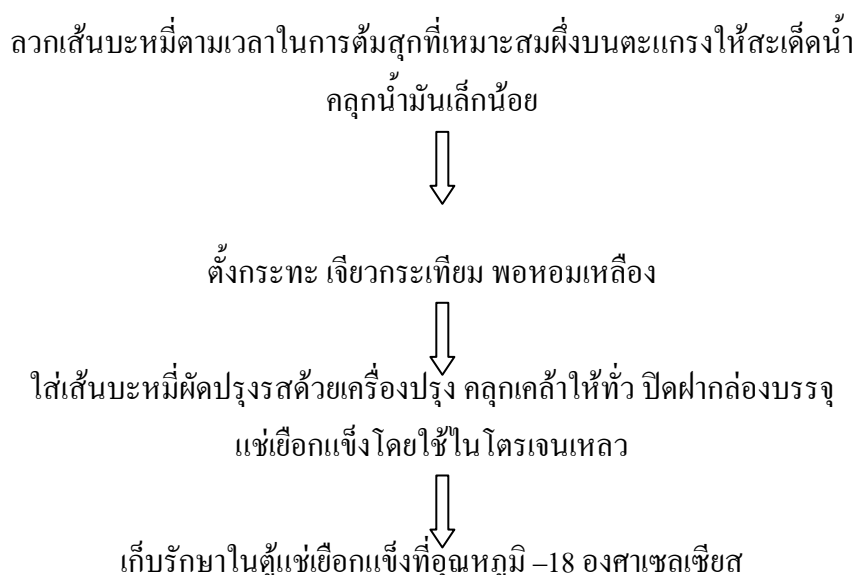 ลวกเส้นบะหมี่ตามเวลาในการต้มสุกที่เหมาะสมผึ่งบนตะแกรงให้สะเด็ดน้ำ
คลุกน้ำมันเล็กน้อย
ตั้งกระทะ เจียวกระเทียม พอหอมเหลือง
ใส่เส้นบะหมี่ผัดปรุงรสด้วยเครื่องปรุง คลุกเคล้าให้ทั่ว ปิดฝากล่องบรรจุ
แช่เยือกแข็งโดยใช้ไนโตรเจนเหลว
เก็บรักษาในตู้แช่เยือกแข็งที่อุณหภูมิ –18 องศาเซลเซียส